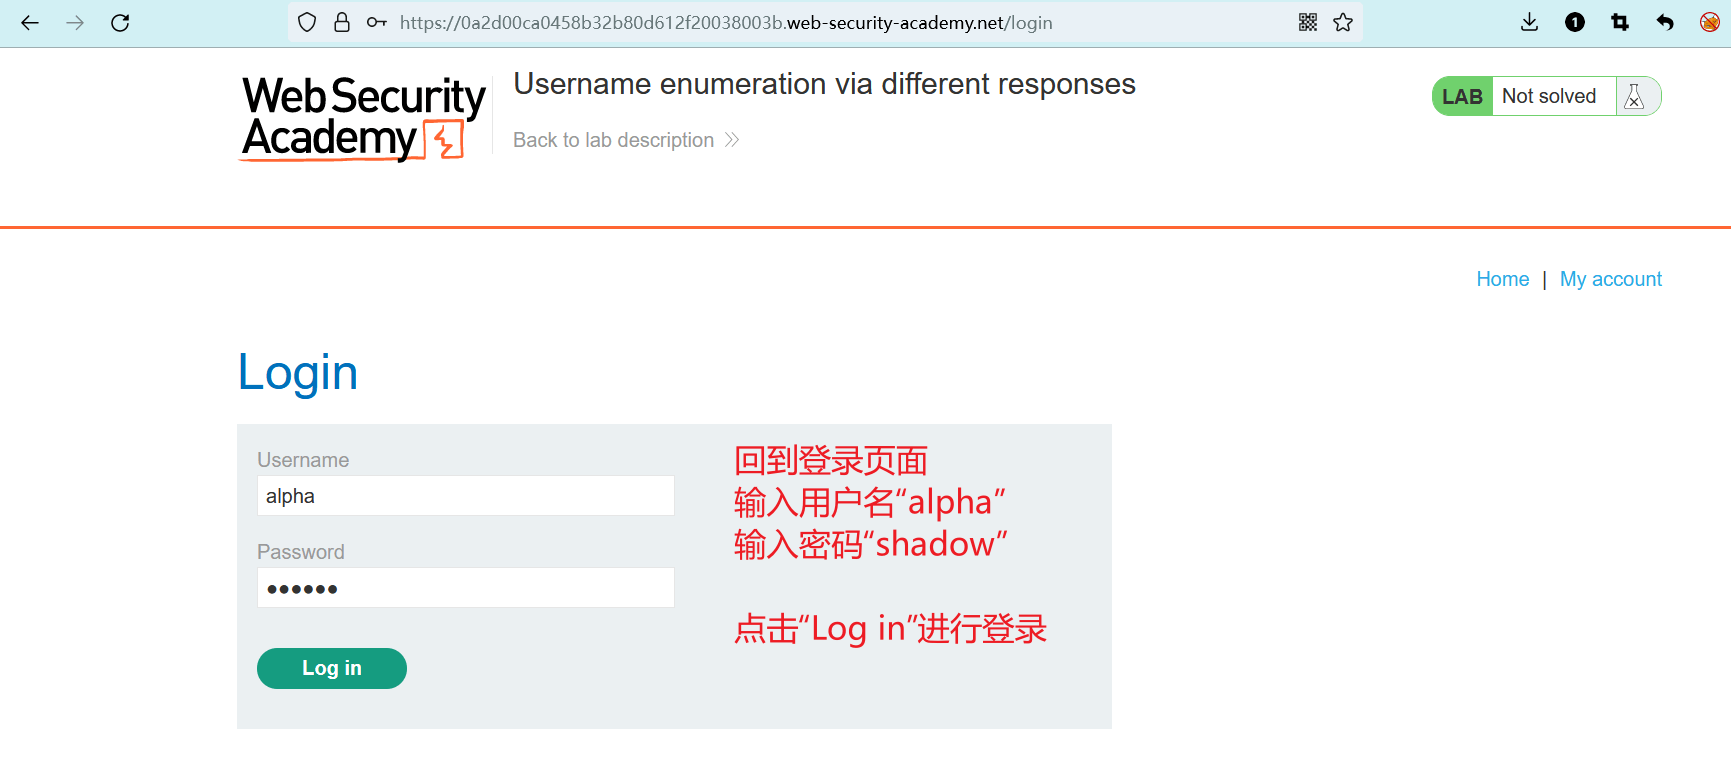 https://0a2d00ca0458b32b80d612f20038003b.web-security-academy.net/login
1
Web Security
Academy
Username enumeration via different responses
Back to lab description
LAB
Not solved
Home | My account
Login
Username
alpha
Password
Log in
回到登录页面
输入用户名“alpha”
输入密码“shadow”
点击“Log in”进行登录